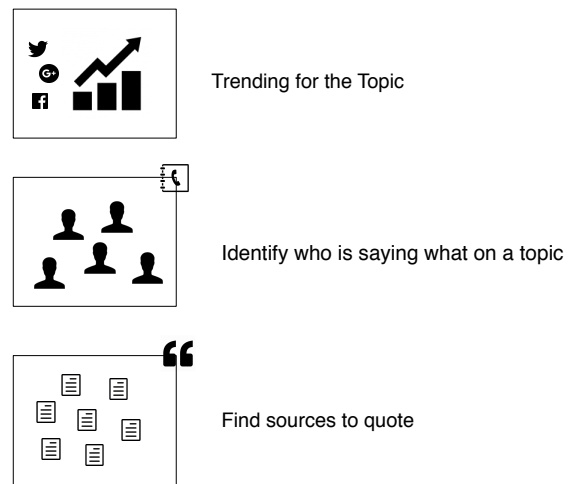 G+
Trending for the Topic
Identify who is saying what on a topic
Find sources to quote